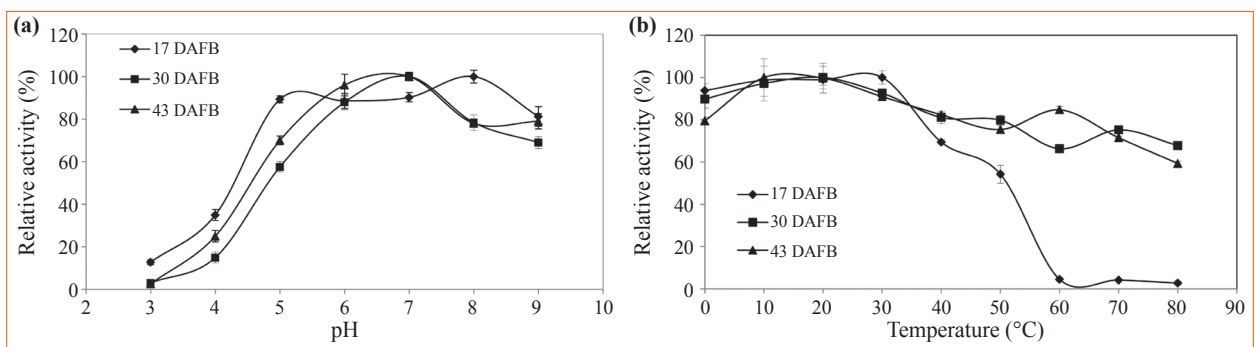 (a)
120
100
80
60
40
20
0
Relative activity (%)
17 DAFB
30 DAFB
43 DAFB
2 3 4 5 6 7 8 9 10
pH
(b)
120
100
80
60
40
20
0
Relative activity (%)
17 DAFB
30 DAFB
43 DAFB
0 10 20 30 40 50 60 70 80 90
Temperature (°C)